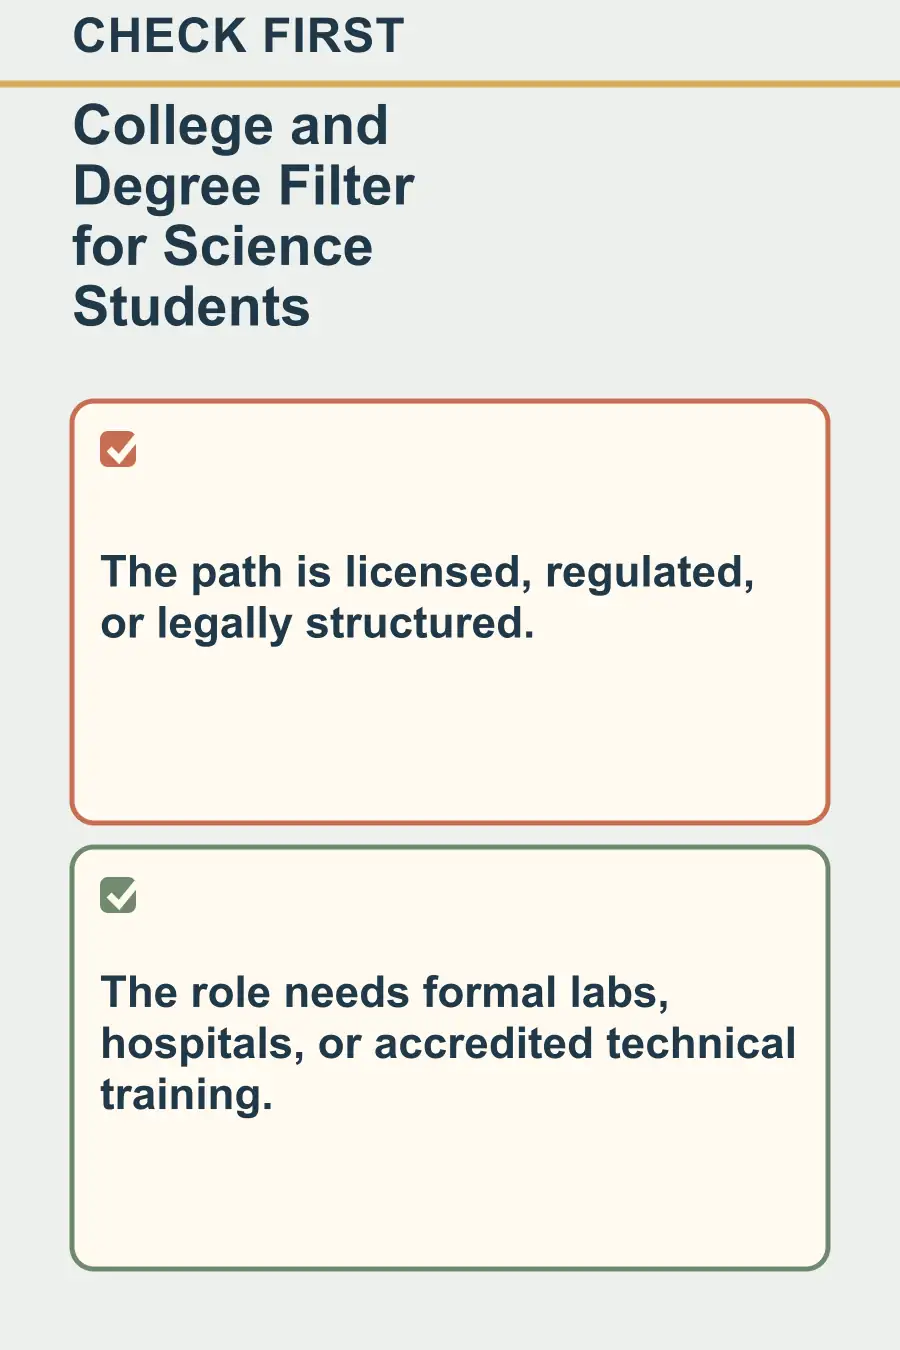 CHECK FIRST
College and
Degree Filter
for Science
Students
The path is licensed, regulated,
or legally structured.
The role needs formal labs,
hospitals, or accredited technical
training.